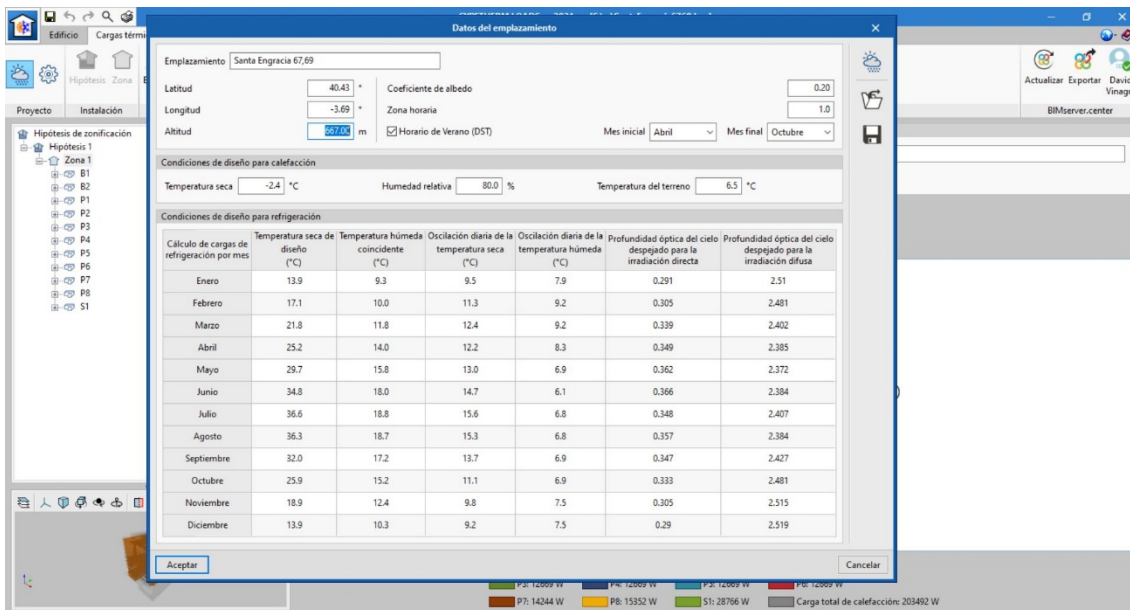 Datos del emplazamiento
Edificio
Cargas térmi
Hipótesis Zona
Proyecto
Instalación
Actualizar Exportar David
Vinagr
BIMserver.center
Hipótesis de zonificación
Hipótesis 1
Zona 1
B1
B2
P1
P2
P3
P4
P5
P6
P7
P8
S1
Emplazamiento Santa Engracia 67,69
Latitud 40.43 ° Coeficiente de albedo 0.20
Longitud -3.69 ° Zona horaria 1.0
Altitud 667.00 m Horario de Verano (DST) Mes inicial Abril Mes final Octubre
Condiciones de diseño para calefacción
Temperatura seca -2.4 °C Humedad relativa 80.0 % Temperatura del terreno 6.5 °C
Condiciones de diseño para refrigeración
Cálculo de cargas de refrigeración por mes
Temperatura seca de diseño (°C)
Temperatura húmeda coincidente (°C)
Oscilación diaria de la temperatura seca (°C)
Oscilación diaria de la temperatura húmeda (°C)
Profundidad óptica del cielo despejado para la irradiación directa
Profundidad óptica del cielo despejado para la irradiación difusa
Enero 13.9 9.3 9.5 7.9 0.291 2.51
Febrero 17.1 10.0 11.3 9.2 0.305 2.481
Marzo 21.8 11.8 12.4 9.2 0.339 2.402
Abril 25.2 14.0 12.2 8.3 0.349 2.385
Mayo 29.7 15.8 13.0 6.9 0.362 2.372
Junio 34.8 18.0 14.7 6.1 0.366 2.384
Julio 36.6 18.8 15.6 6.8 0.348 2.407
Agosto 36.3 18.7 15.3 6.8 0.357 2.384
Septiembre 32.0 17.2 13.7 6.9 0.347 2.427
Octubre 25.9 15.2 11.1 6.9 0.333 2.481
Noviembre 18.9 12.4 9.8 7.5 0.305 2.515
Diciembre 13.9 10.3 9.2 7.5 0.29 2.519
Aceptar
Cancelar
P3: 12669 W P4: 12669 W P5: 12669 W P6: 12669 W
P7: 14244 W P8: 15352 W S1: 28766 W Carga total de calefacción: 203492 W